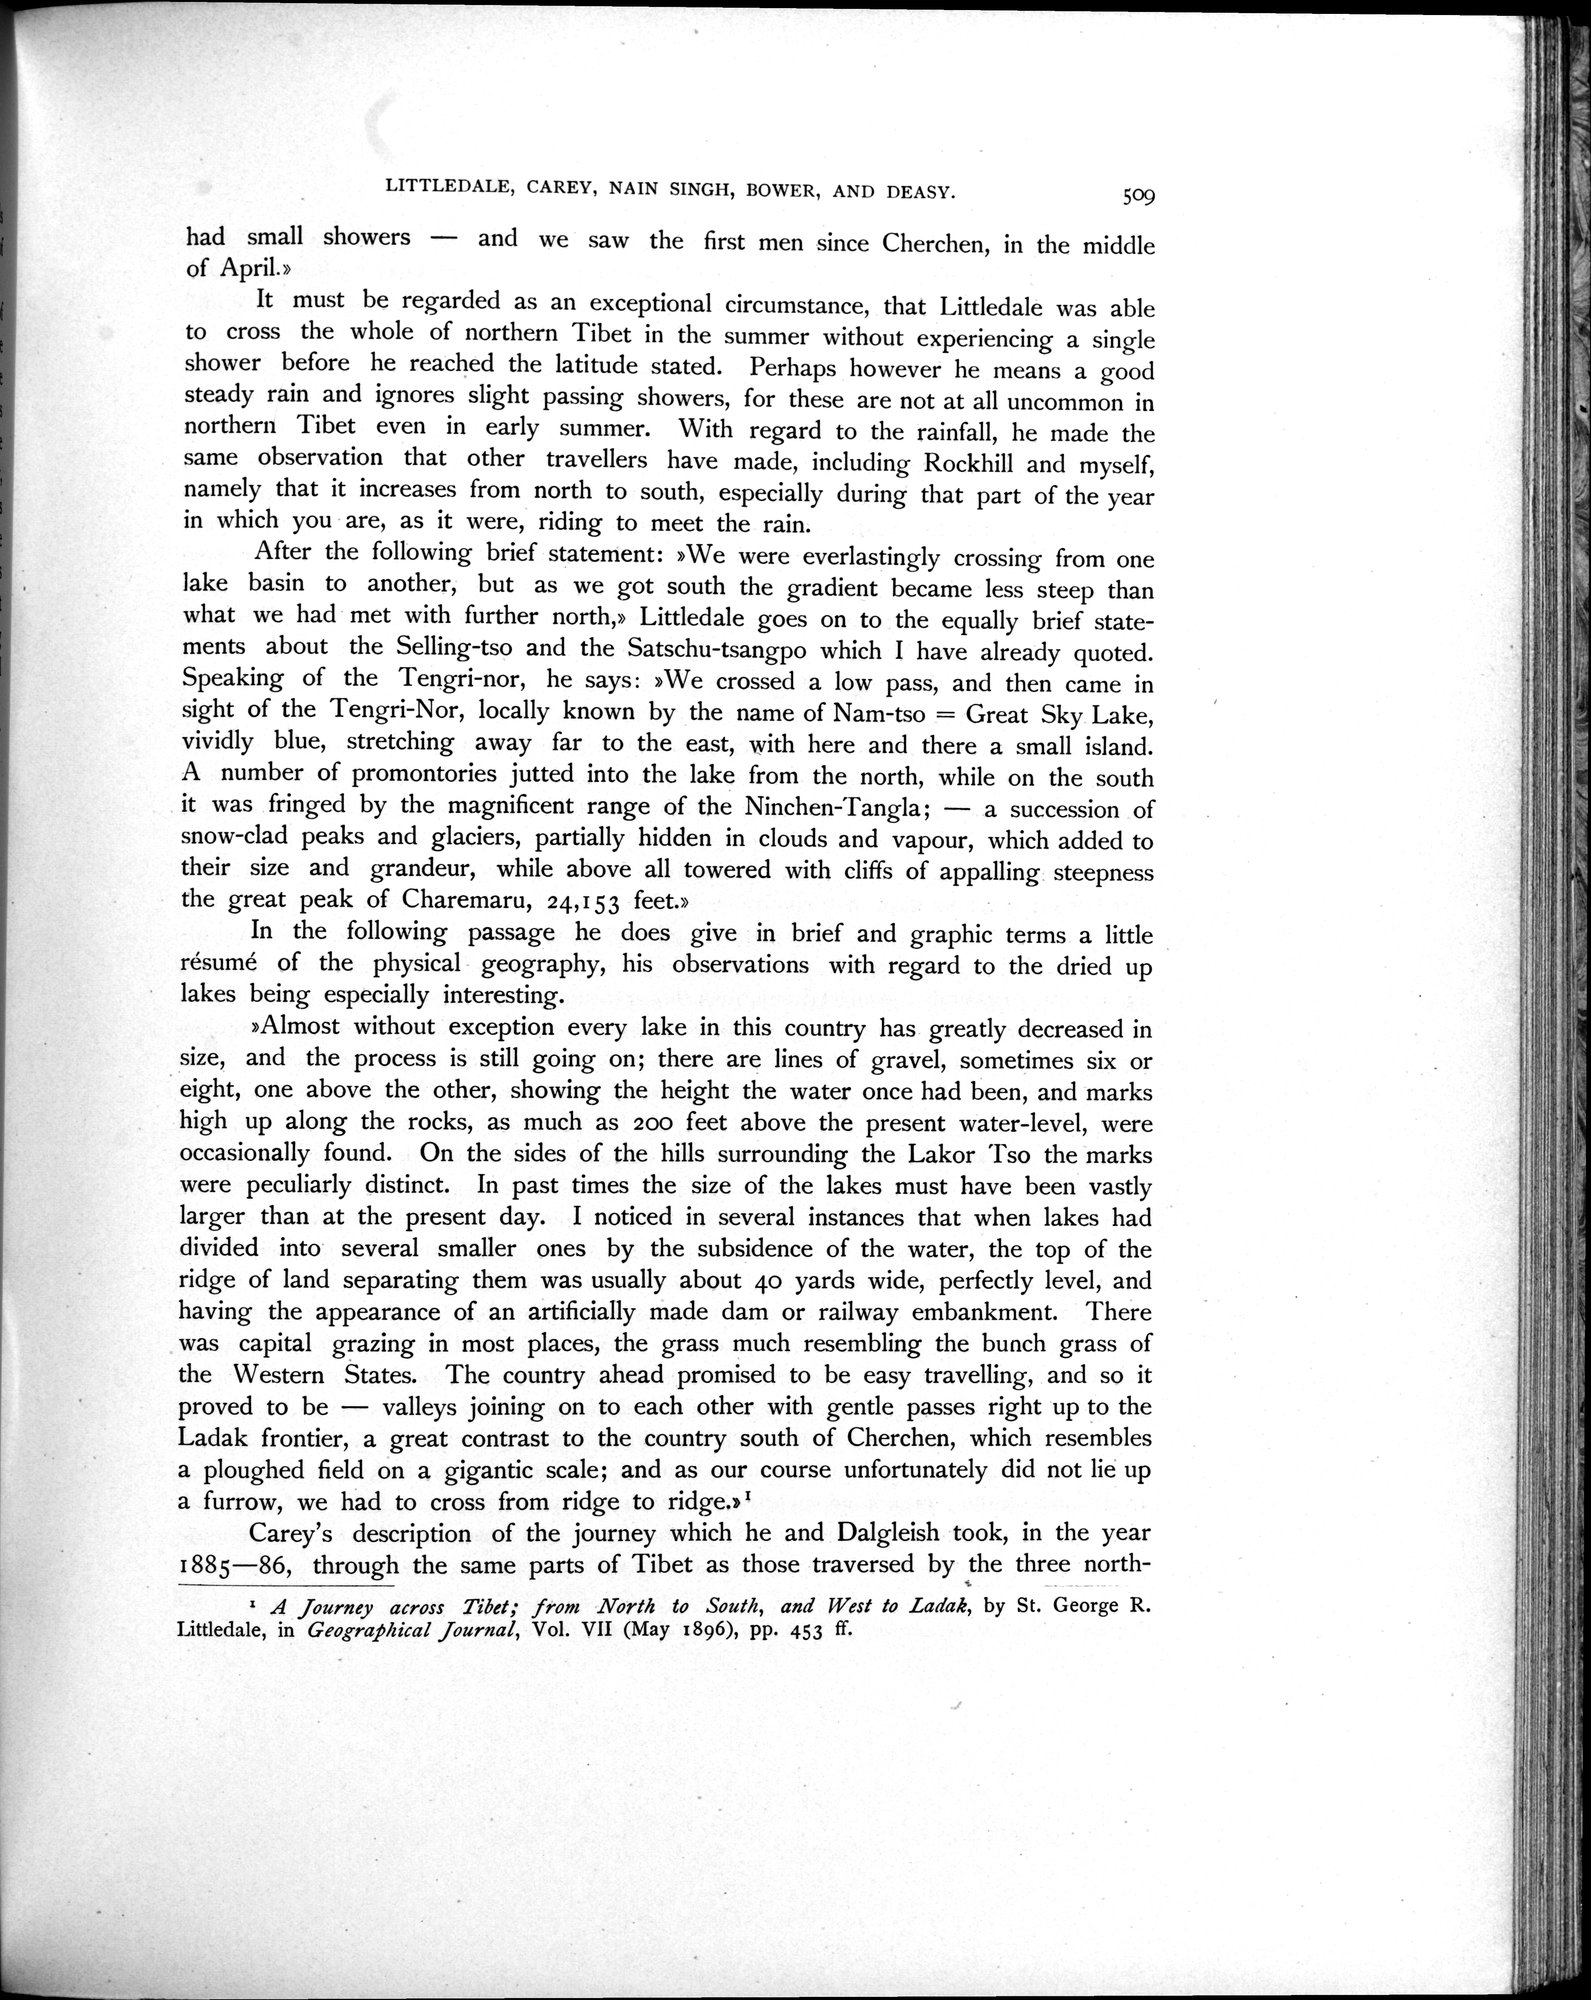 LITTLEDALE, CAREY, NAIN SINGH, BOWER, AND DEASY. 509
had small showers — and we saw the first men since Cherchen, in the middle
of April.»
It must be regarded as an exceptional circumstance, that Littledale was able
to cross the whole of northern Tibet in the summer without experiencing a single
shower before he reached the latitude stated. Perhaps however he means a good
steady rain and ignores slight passing showers, for these are not at all uncommon in
northern Tibet even in early summer. With regard to the rainfall, he made the
same observation that other travellers have made, including Rockhill and myself,
namely that it increases from north to south, especially during that part of the year
in which you are, as it were, riding to meet the rain.
After the following brief statement: »We were everlastingly crossing from one
lake basin to another, but as we got south the gradient became less steep than
what we had met with further north,» Littledale goes on to the equally brief state-
ments about the Selling-tso and the Satschu-tsangpo which I have already quoted.
Speaking of the Tengri-nor, he says: »We crossed a low pass, and then came in
sight of the Tengri-Nor, locally known by the name of Nam-tso = Great Sky Lake,
vividly blue, stretching away far to the east, with here and there a small island.
A number of promontories jutted into the lake from the north, while on the south
it was fringed by the magnificent range of the Ninchen-Tangla; — a succession of
snow-clad peaks and glaciers, partially hidden in clouds and vapour, which added to
their size and grandeur, while above all towered with cliffs of appalling steepness
the great peak of Charemaru, 24,153 feet.»
In the following passage he does give in brief and graphic terms a little
résumé of the physical geography, his observations with regard to the dried up
lakes being especially interesting.
»Almost without exception every lake in this country has greatly decreased in
size, and the process is still going on; there are lines of gravel, sometimes six or
eight, one above the other, showing the height the water once had been, and marks
high up along the rocks, as much as 200 feet above the present water-level, were
occasionally found. On the sides of the hills surrounding the Lakor Tso the marks
were peculiarly distinct. In past times the size of the lakes must have been vastly
larger than at the present day. I noticed in several instances that when lakes had
divided into several smaller ones by the subsidence of the water, the top of the
ridge of land separating them was usually about 40 yards wide, perfectly level, and
having the appearance of an artificially made dam or railway embankment. There
was capital grazing in most places, the grass much resembling the bunch grass of
the Western States. The country ahead promised to be easy travelling, and so it
proved to be — valleys joining on to each other with gentle passes right up to the
Ladak frontier, a great contrast to the country south of Cherchen, which resembles
a ploughed field on a gigantic scale; and as our course unfortunately did not lie up
a furrow, we had to cross from ridge to ridge.»¹
Carey's description of the journey which he and Dalgleish took, in the year
1885—86, through the same parts of Tibet as those traversed by the three north-
¹ A Journey across Tibet; from North to South, and West to Ladak, by St. George R.
Littledale, in Geographical Journal, Vol. VII (May 1896), pp. 453 ff.